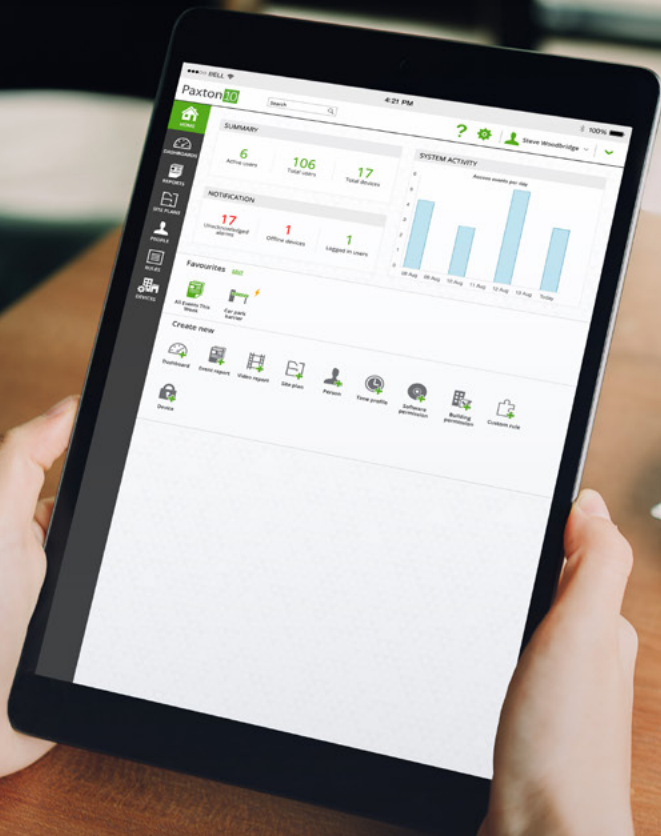 BELL
4:21 PM
100%
Paxton10
Search
? Steve Woodbridge
HOME
DASHBOARDS
REPORTS
SITE PLANS
PEOPLE
RULES
DEVICES
SUMMARY
6
Active users
106
Total users
17
Total devices
NOTIFICATION
17
Unacknowledged
alarms
1
Offline devices
1
Logged in users
SYSTEM ACTIVITY
Access events per day
08 Aug 09 Aug 10 Aug 11 Aug 12 Aug 13 Aug Today
Favourites
All Events This
Week
Car park
barrier
Create new
Dashboard
Event report
Video report
Site plan
Person
Time profile
Software
permission
Building
permission
Custom rule
Device